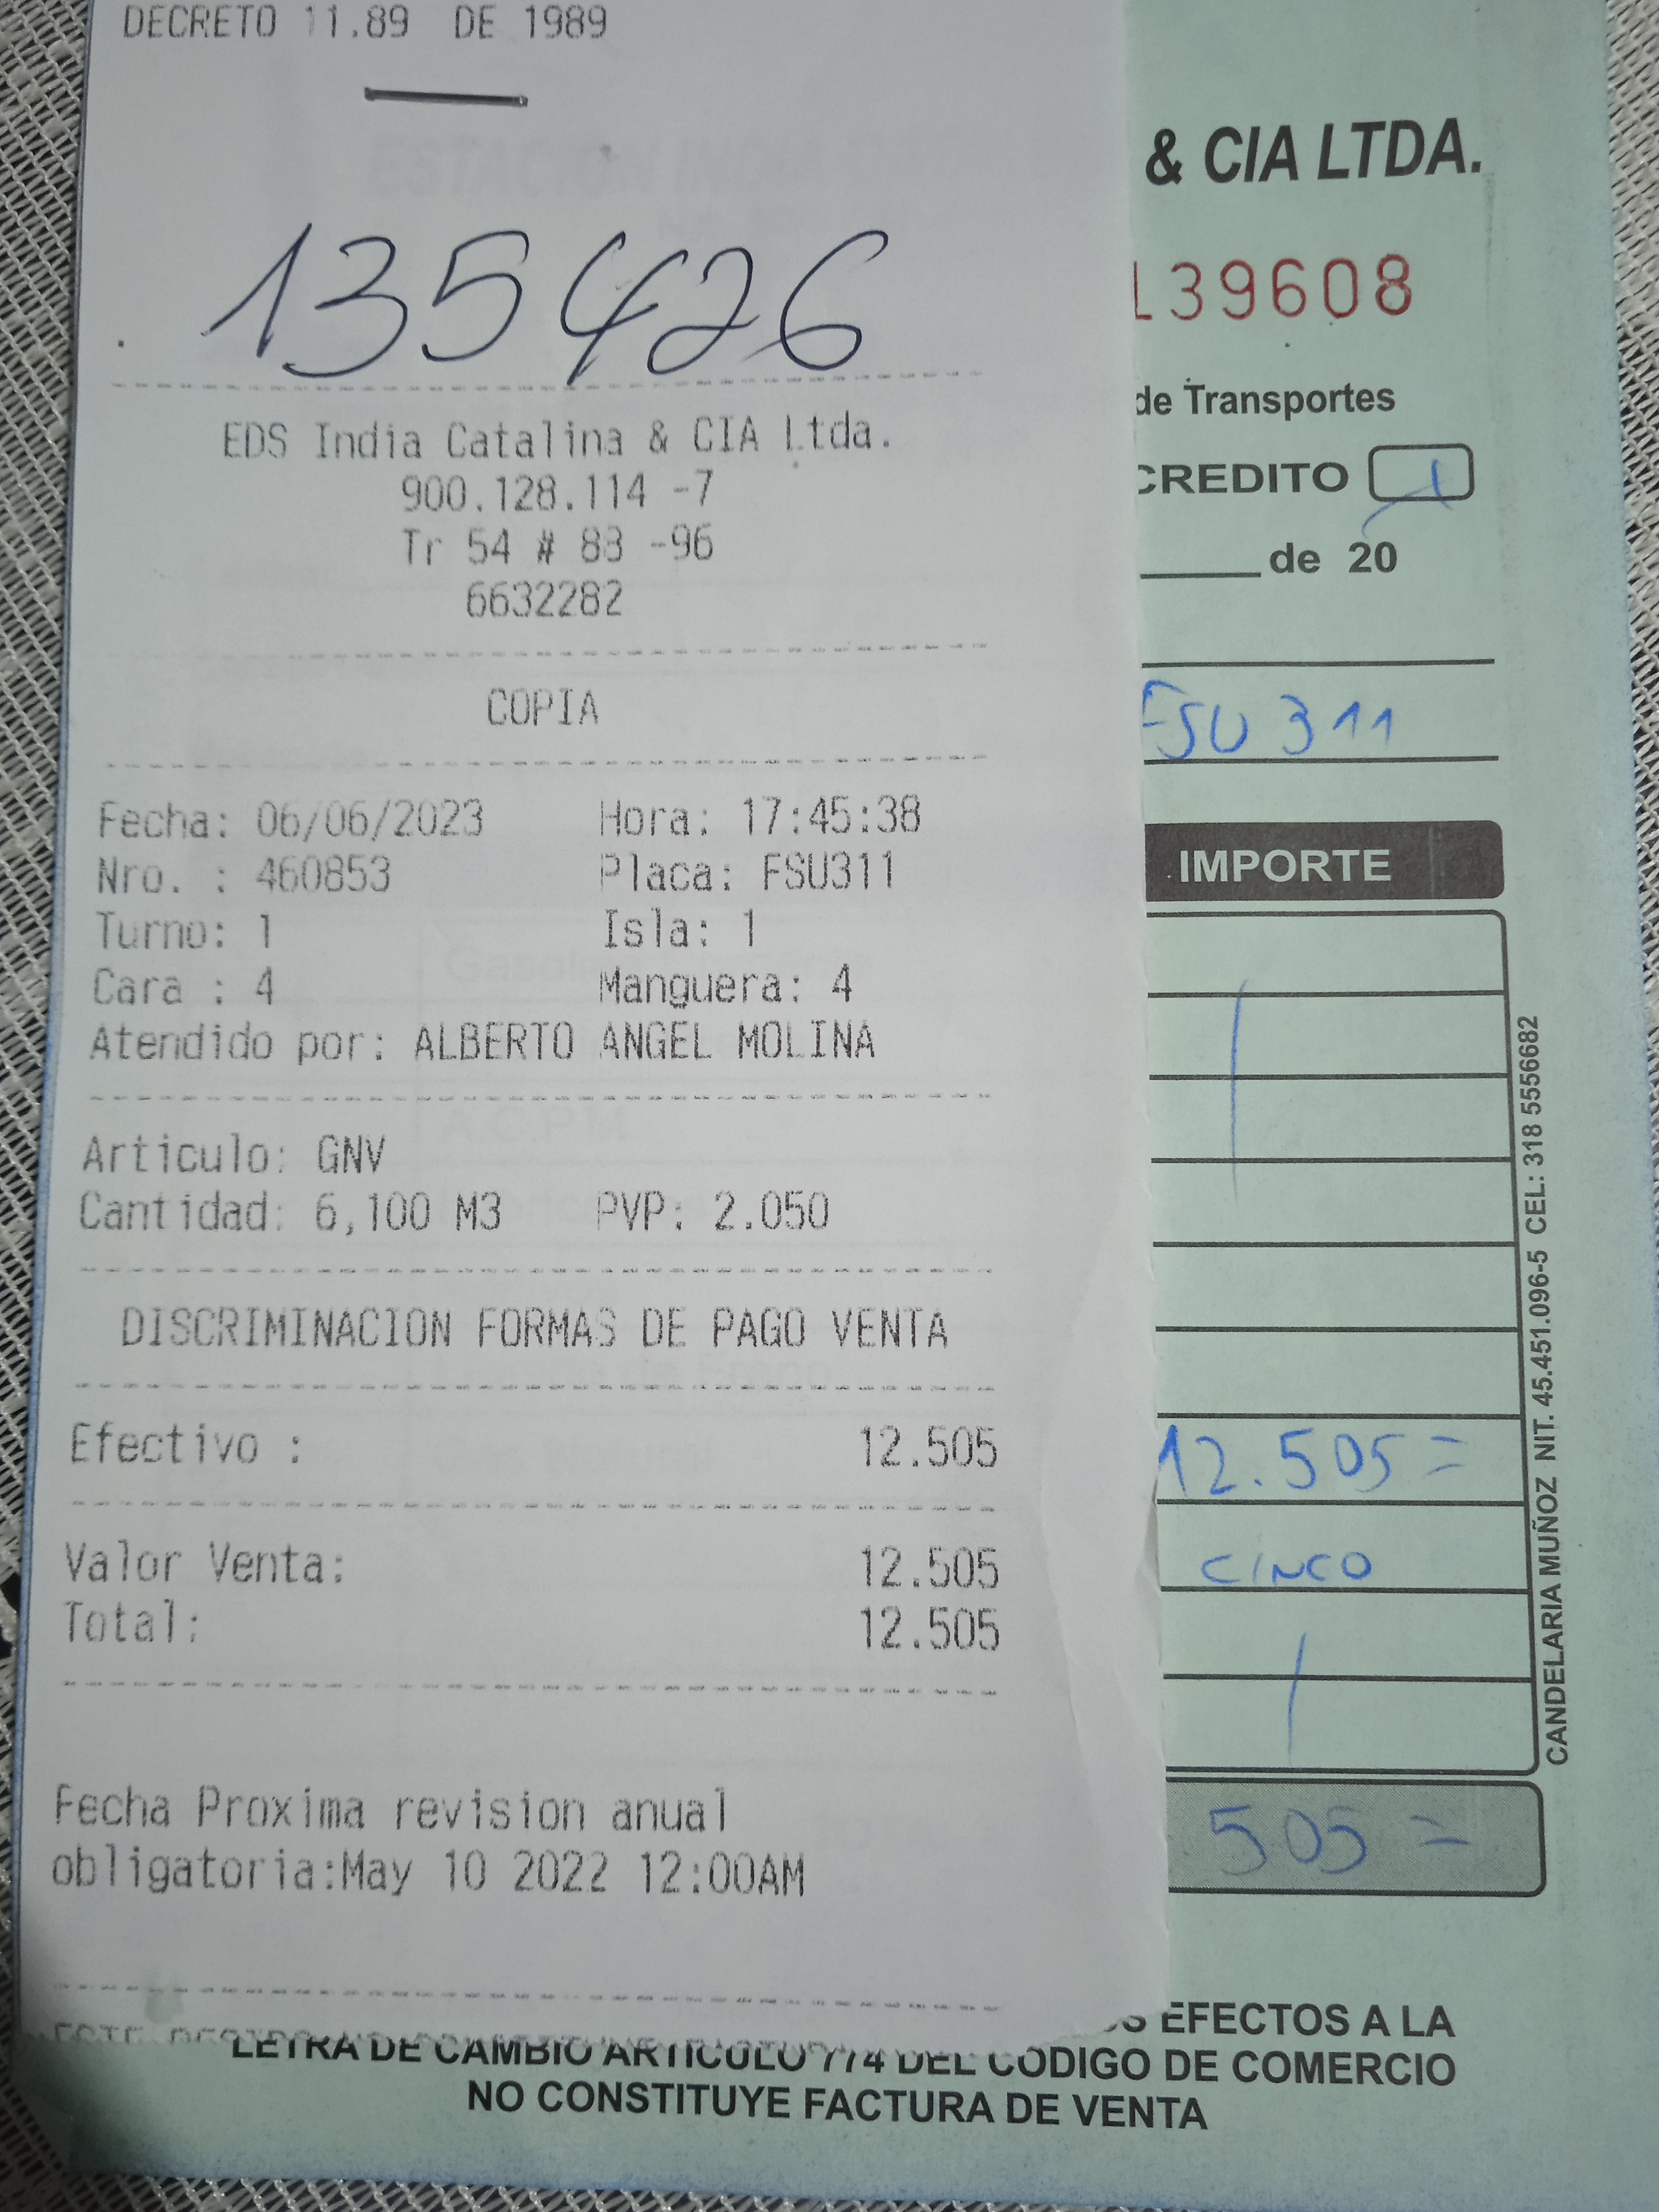 DECRETO 11.89 DE 1989
135426
EDS India Catalina & CIA Ltda.
900.128.114 -7
Tr 54 # 83 -96
6632282
COPIA
Fecha: 06/06/2023 Hora: 17:45:38
Nro. : 460853 Placa: FSU311
Turno: 1 Isla: 1
Cara : 4 Manguera: 4
Atendido por: ALBERTO ANGEL MOLINA
Articulo: GNV
Cantidad: 6,100 M3 PVP: 2.050
DISCRIMINACION FORMAS DE PAGO VENTA
Efectivo : 12.505
Valor Venta: 12.505
Total: 12.505
Fecha Proxima revision anual
obligatoria:May 10 2022 12:00AM
& CIA LTDA.
139608
de Transportes
CREDITO
de 20
FSU 311
IMPORTE
12.505=
CINCO
505=
CANDELARIA MUÑOZ NIT. 45.451.096-5 CEL: 318 5556682
EFECTOS A LA
LETRA DE CAMBIO ARTICULO 774 DEL CODIGO DE COMERCIO
NO CONSTITUYE FACTURA DE VENTA